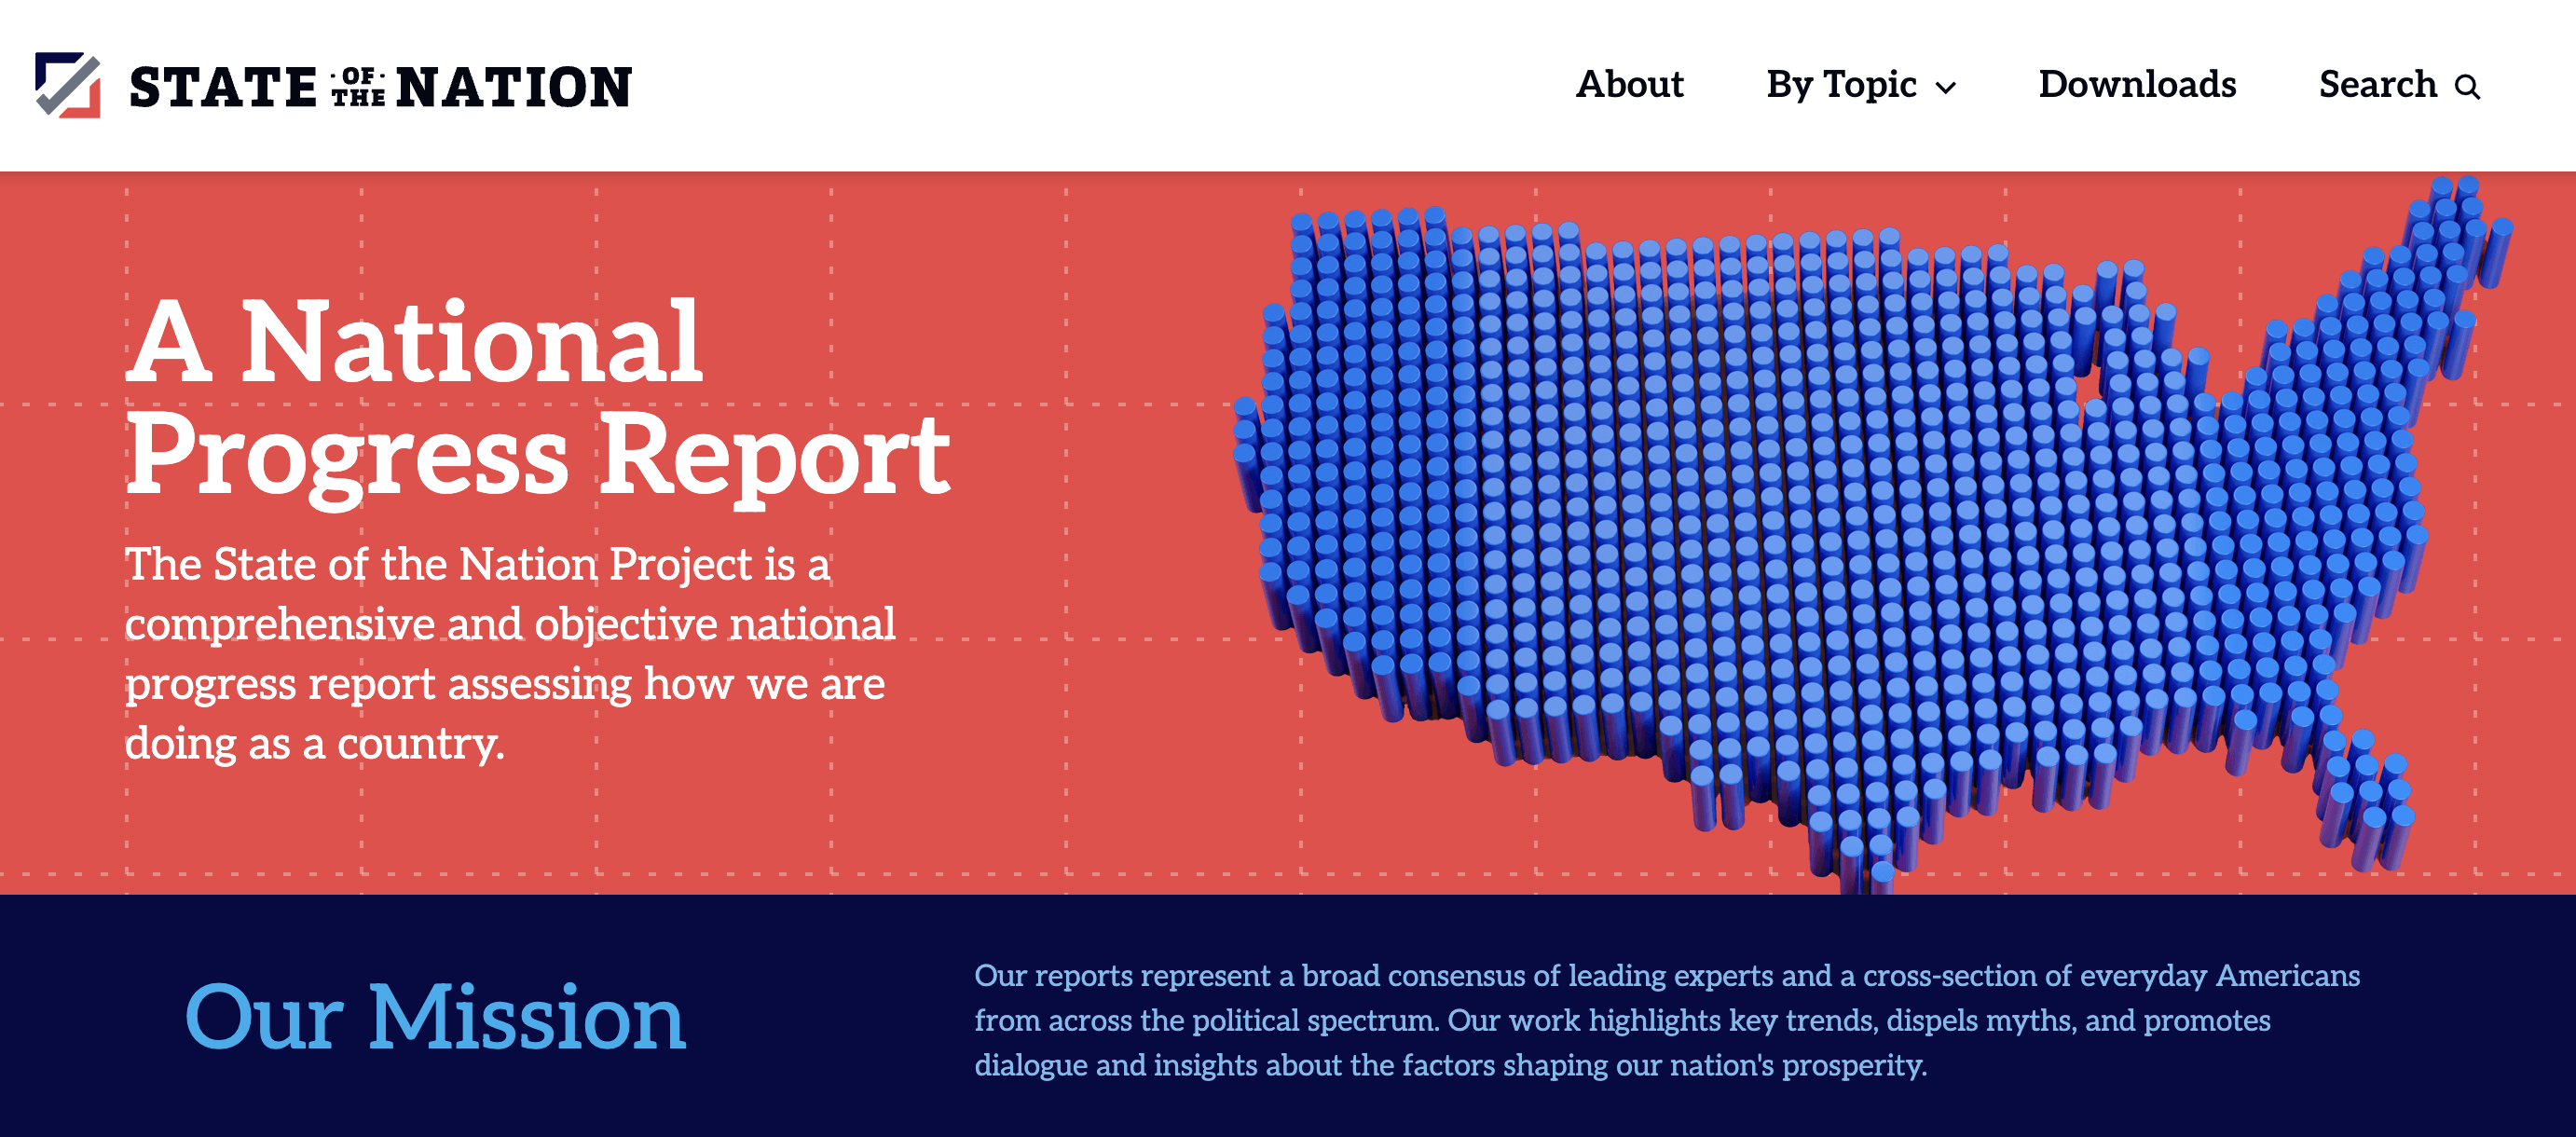 STATE ·OF· THE NATION
About
By Topic
Downloads
Search
A National
Progress Report
The State of the Nation Project is a
comprehensive and objective national
progress report assessing how we are
doing as a country.
Our Mission
Our reports represent a broad consensus of leading experts and a cross-section of everyday Americans
from across the political spectrum. Our work highlights key trends, dispels myths, and promotes
dialogue and insights about the factors shaping our nation's prosperity.